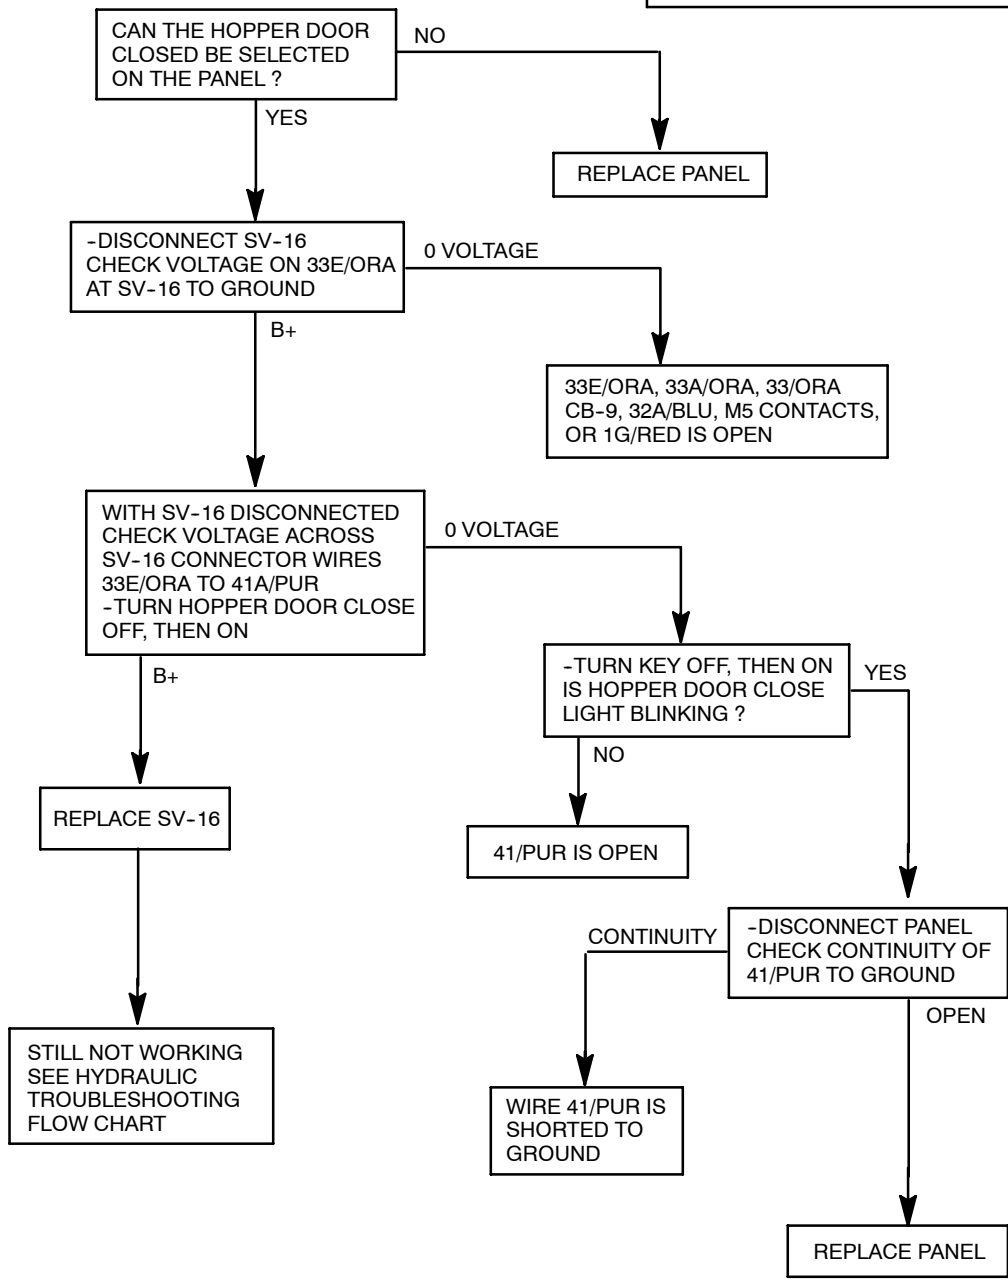 CAN THE HOPPER DOOR
CLOSED BE SELECTED
ON THE PANEL ?
NO
YES
REPLACE PANEL
-DISCONNECT SV-16
CHECK VOLTAGE ON 33E/ORA
AT SV-16 TO GROUND
0 VOLTAGE
B+
33E/ORA, 33A/ORA, 33/ORA
CB-9, 32A/BLU, M5 CONTACTS,
OR 1G/RED IS OPEN
WITH SV-16 DISCONNECTED
CHECK VOLTAGE ACROSS
SV-16 CONNECTOR WIRES
33E/ORA TO 41A/PUR
-TURN HOPPER DOOR CLOSE
OFF, THEN ON
0 VOLTAGE
B+
-TURN KEY OFF, THEN ON
IS HOPPER DOOR CLOSE
LIGHT BLINKING ?
YES
NO
REPLACE SV-16
41/PUR IS OPEN
-DISCONNECT PANEL
CHECK CONTINUITY OF
41/PUR TO GROUND
CONTINUITY
OPEN
STILL NOT WORKING
SEE HYDRAULIC
TROUBLESHOOTING
FLOW CHART
WIRE 41/PUR IS
SHORTED TO
GROUND
REPLACE PANEL